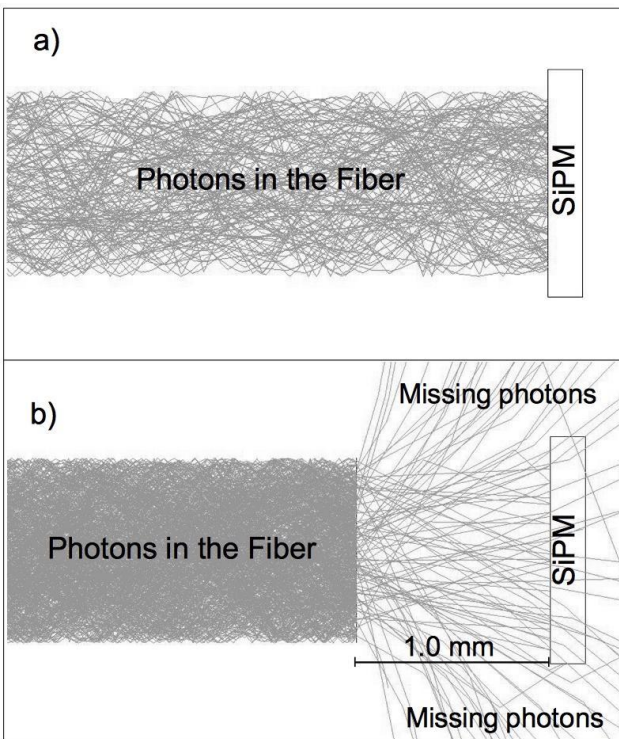 a)
Photons in the Fiber
SiPM
b)
Missing photons
Photons in the Fiber
SiPM
1.0 mm
Missing photons